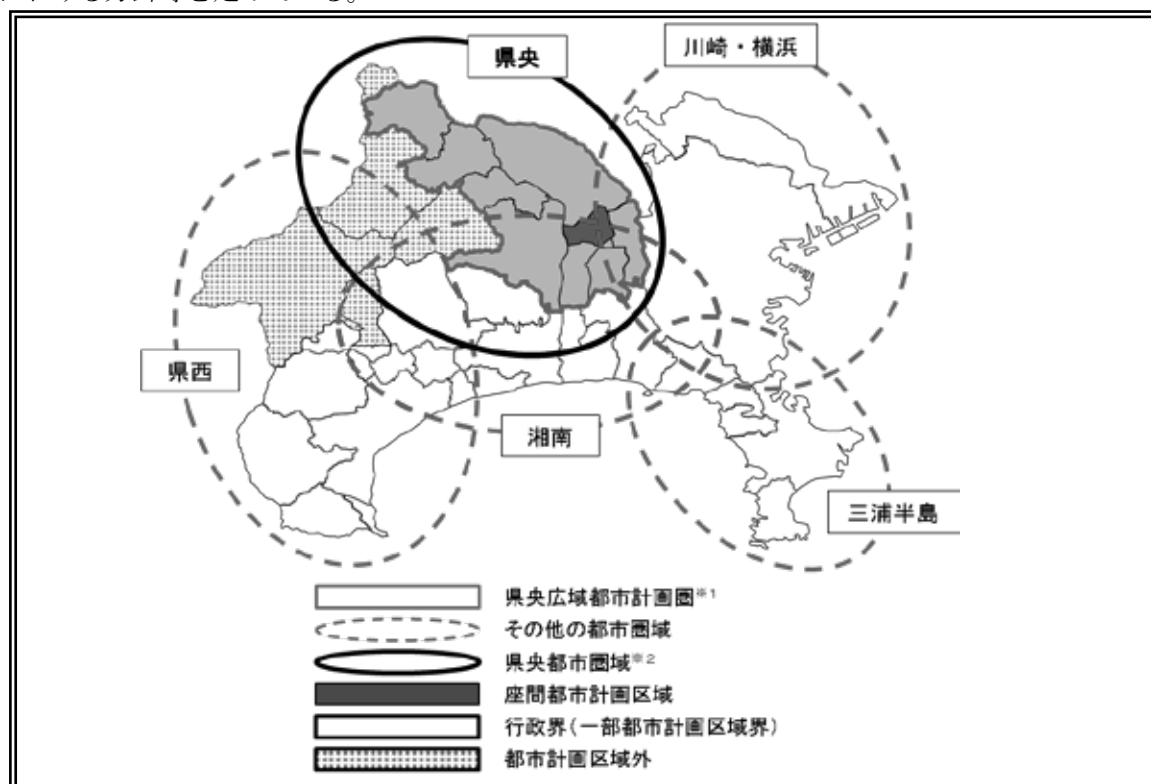 県央
川崎・横浜
県西
湘南
三浦半島
県央広域都市計画圏※1
その他の都市圏域
県央都市圏域※2
座間都市計画区域
行政界(一部都市計画区域界)
都市計画区域外